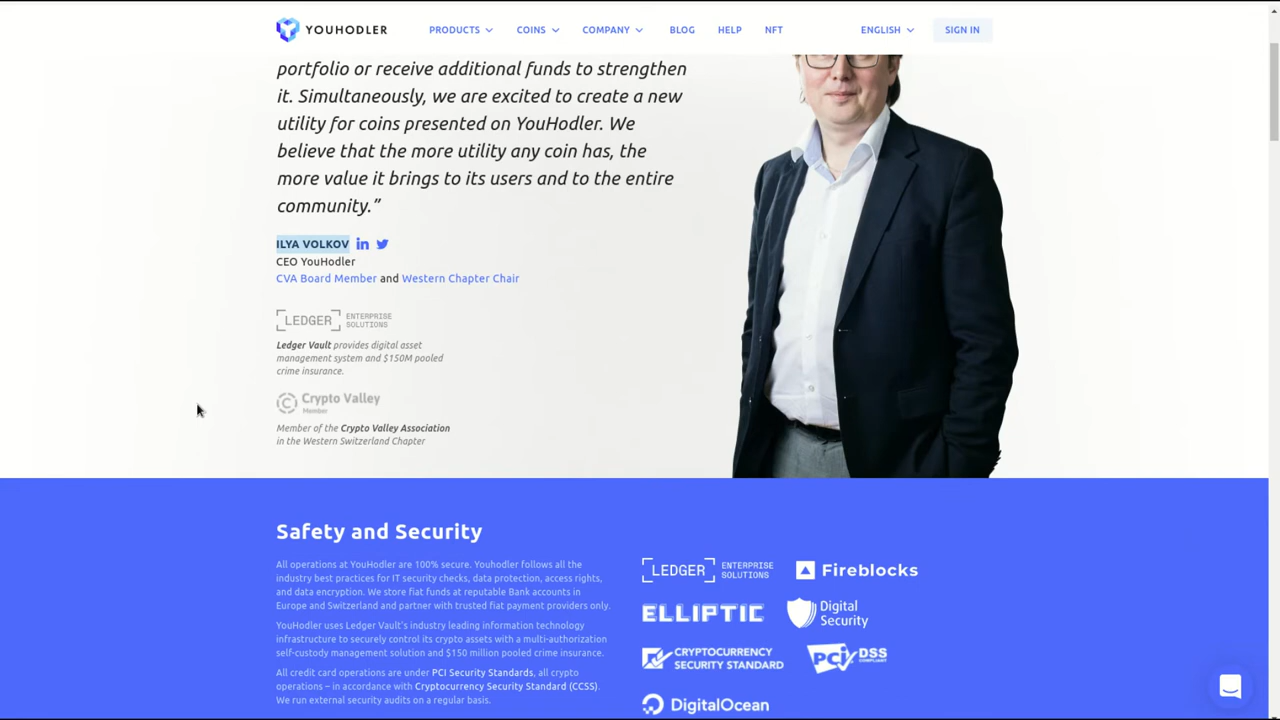 YOUHODLER
PRODUCTS COINS COMPANY BLOG HELP NFT ENGLISH SIGN IN
portfolio or receive additional funds to strengthen
it. Simultaneously, we are excited to create a new
utility for coins presented on YouHodler. We
believe that the more utility any coin has, the
more value it brings to its users and to the entire
community.”
ILYA VOLKOV
CEO YouHodler
CVA Board Member and Western Chapter Chair
LEDGER ENTERPRISE
SOLUTIONS
Ledger Vault provides digital asset
management system and $150M pooled
crime insurance.
Crypto Valley
Member
Member of the Crypto Valley Association
in the Western Switzerland Chapter
Safety and Security
All operations at YouHodler are 100% secure. Youhodler follows all the
industry best practices for IT security checks, data protection, access rights,
and data encryption. We store fiat funds at reputable Bank accounts in
Europe and Switzerland and partner with trusted fiat payment providers only.
YouHodler uses Ledger Vault's industry leading information technology
infrastructure to securely control its crypto assets with a multi-authorization
self-custody management solution and $150 million pooled crime insurance.
All credit card operations are under PCI Security Standards, all crypto
operations – in accordance with Cryptocurrency Security Standard (CCSS).
We run external security audits on a regular basis.
LEDGER ENTERPRISE
SOLUTIONS
Fireblocks
ELLIPTIC
Digital
Security
CRYPTOCURRENCY
SECURITY STANDARD
PCI DSS
COMPLIANT
DigitalOcean